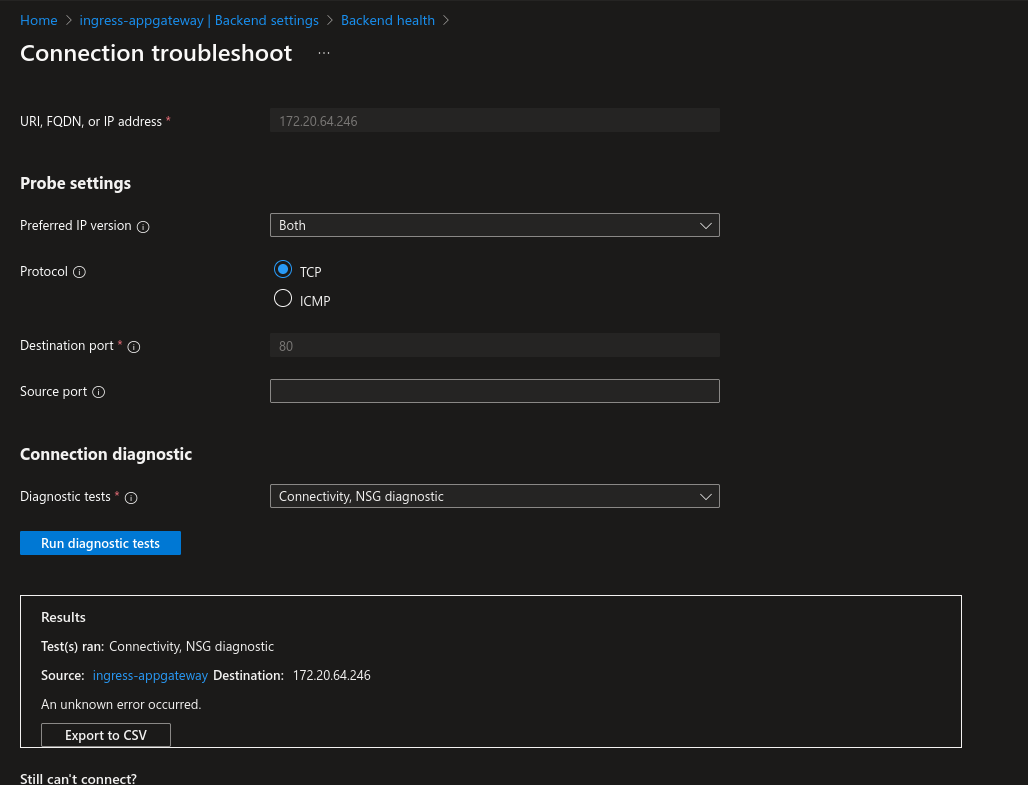 Home > ingress-appgateway | Backend settings > Backend health >
Connection troubleshoot ...
URI, FQDN, or IP address * 172.20.64.246
Probe settings
Preferred IP version Both
Protocol TCP
ICMP
Destination port * 80
Source port
Connection diagnostic
Diagnostic tests * Connectivity, NSG diagnostic
Run diagnostic tests
Results
Test(s) ran: Connectivity, NSG diagnostic
Source: ingress-appgateway Destination: 172.20.64.246
An unknown error occurred.
Export to CSV
Still can't connect?